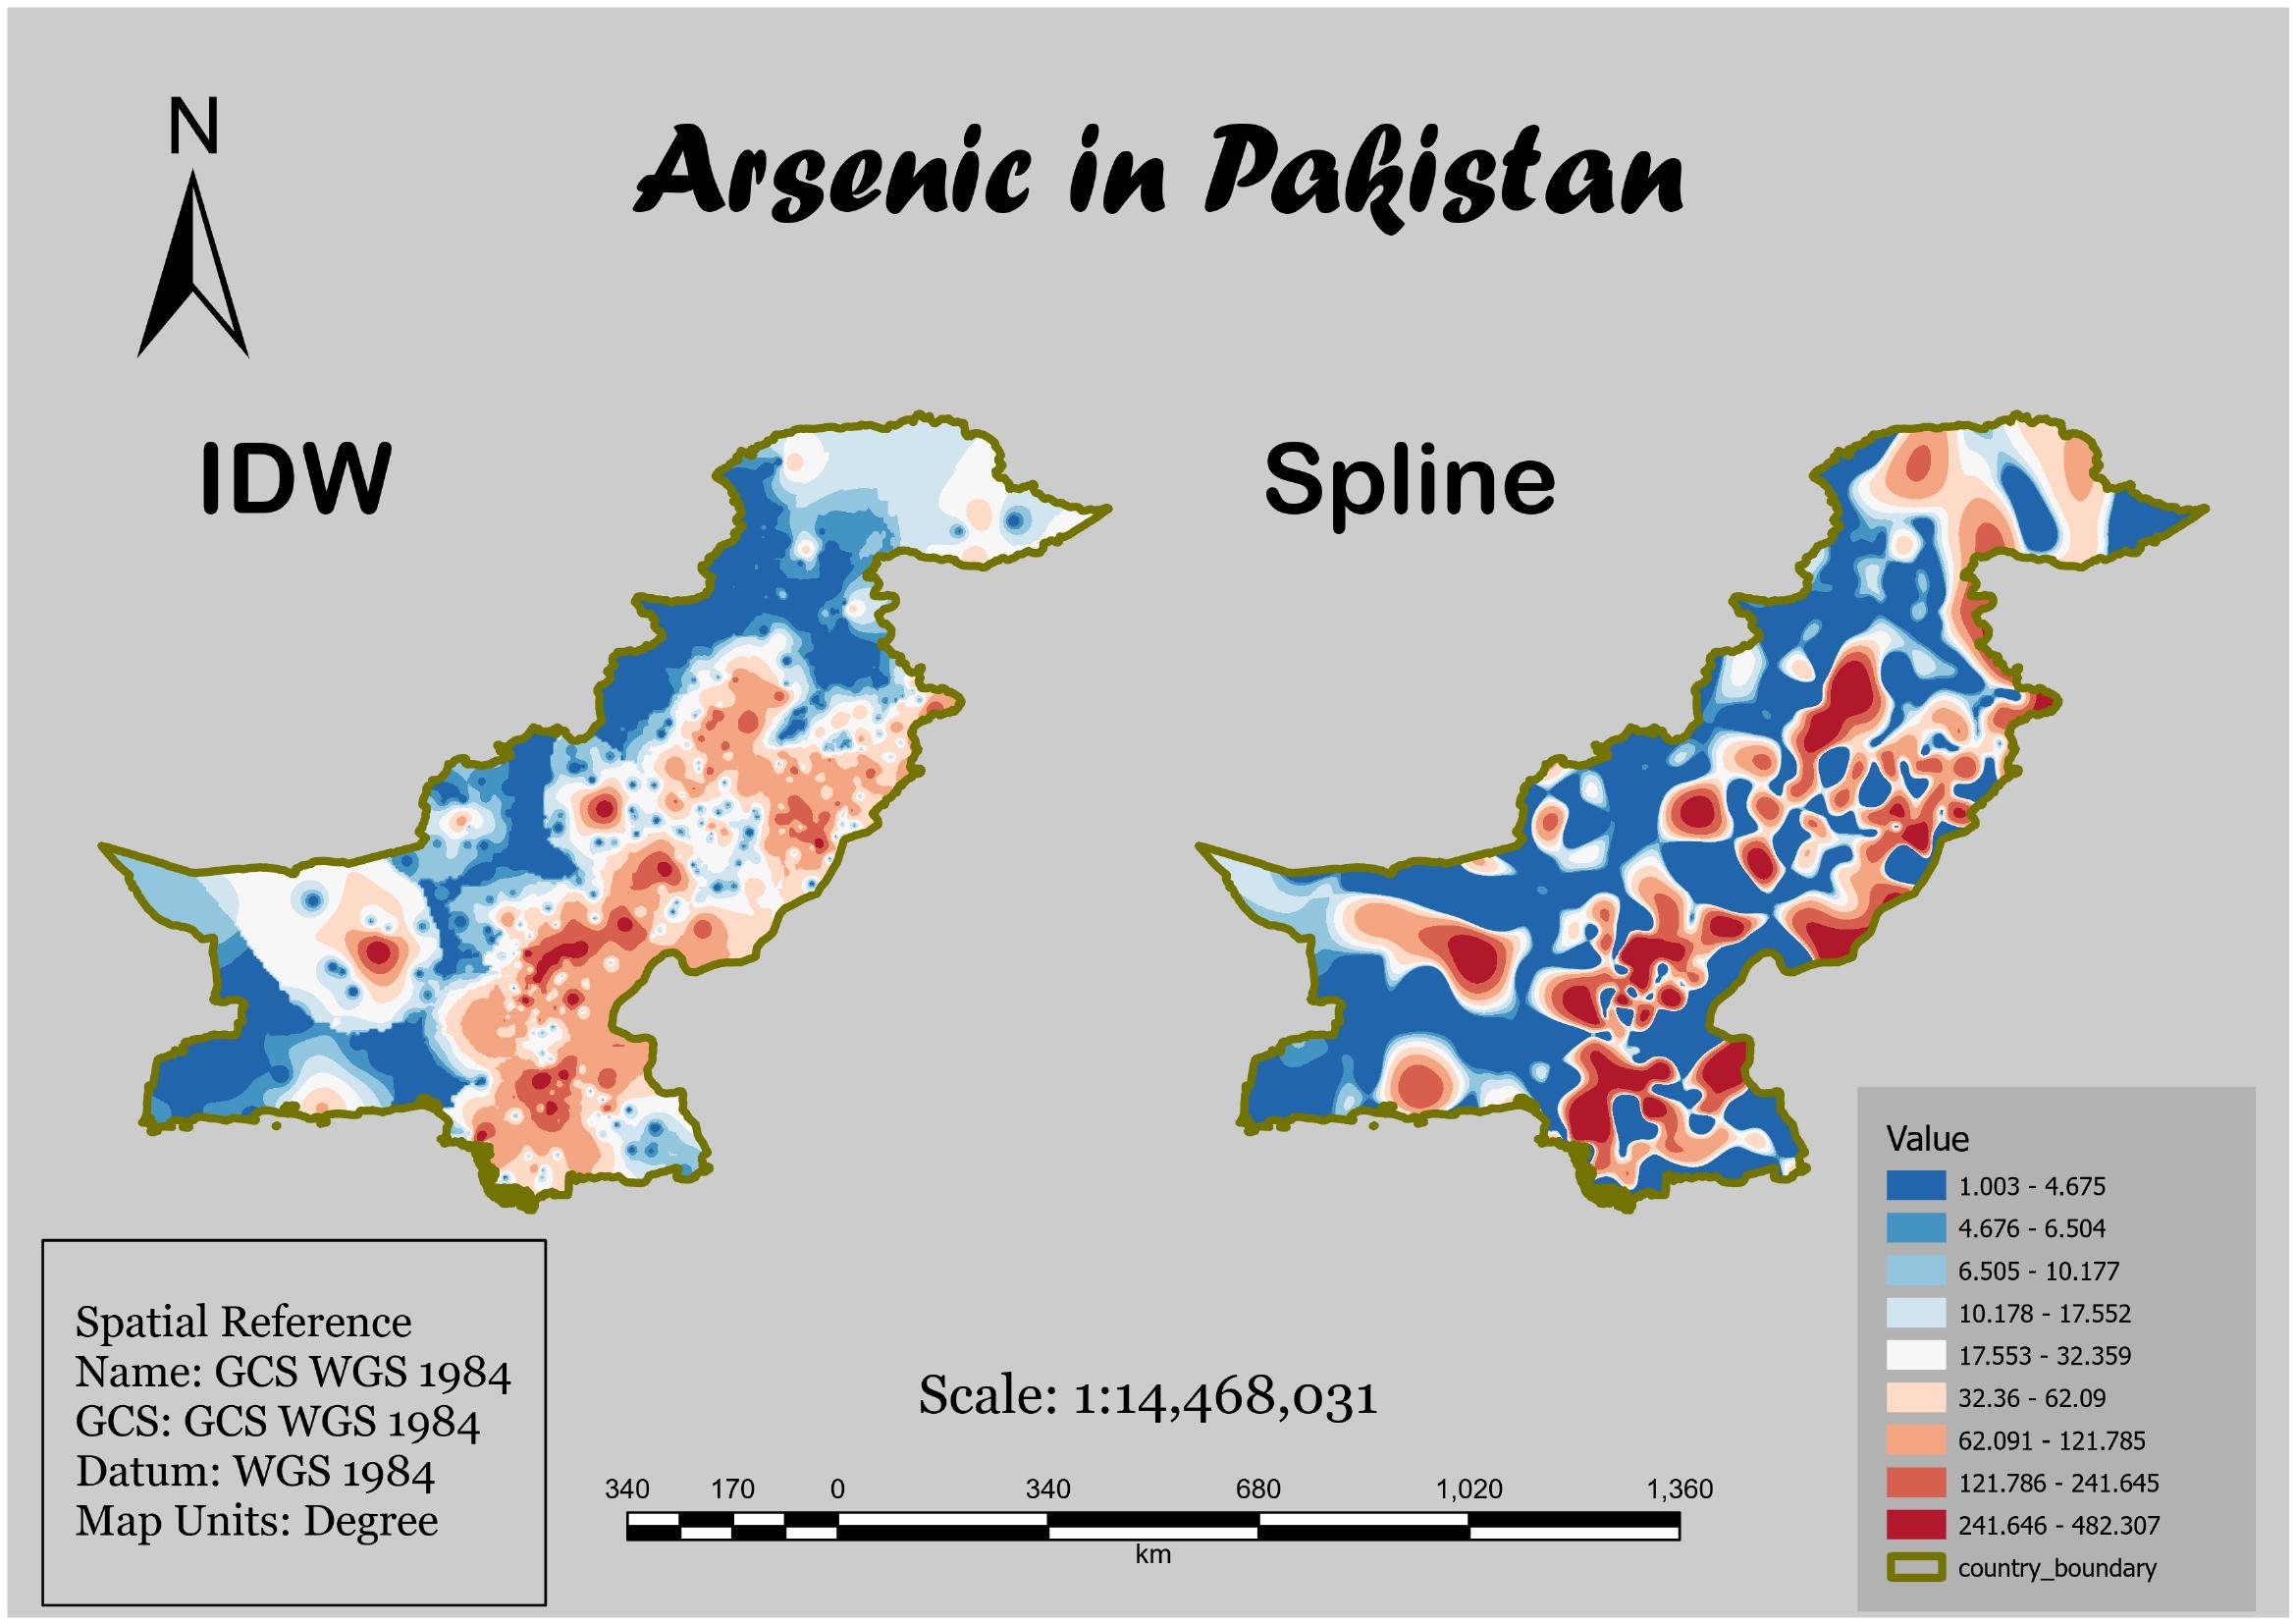 N
Arsenic in Pakistan
IDW
Spline
Value
1.003 - 4.675
4.676 - 6.504
6.505 - 10.177
10.178 - 17.552
17.553 - 32.359
32.36 - 62.09
62.091 - 121.785
121.786 - 241.645
241.646 - 482.307
country_boundary
Spatial Reference
Name: GCS WGS 1984
GCS: GCS WGS 1984
Datum: WGS 1984
Map Units: Degree
Scale: 1:14,468,031
340 170 0 340 680 1,020 1,360
km